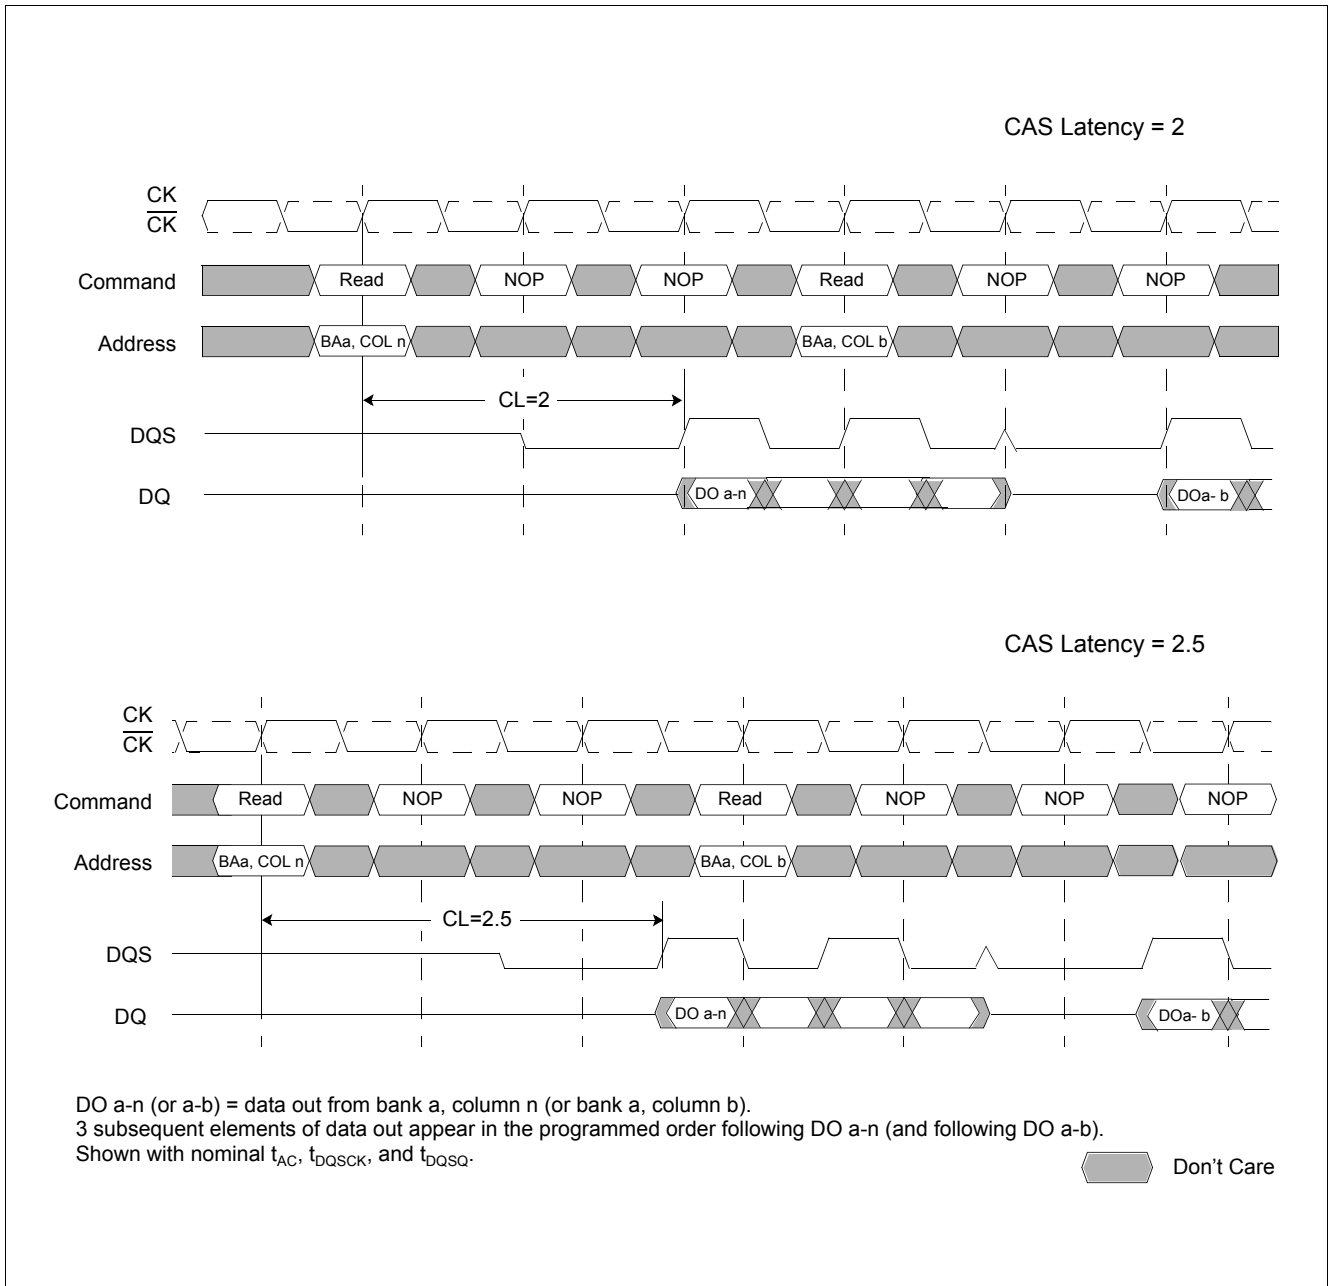 CAS Latency = 2
CK
CK
Command Read NOP NOP Read NOP NOP
Address BAa, COL n BAa, COL b
CL=2
DQS
DQ DO a-n DOa- b
CAS Latency = 2.5
CK
CK
Command Read NOP NOP Read NOP NOP NOP
Address BAa, COL n BAa, COL b
CL=2.5
DQS
DQ DO a-n DOa- b
DO a-n (or a-b) = data out from bank a, column n (or bank a, column b).
3 subsequent elements of data out appear in the programmed order following DO a-n (and following DO a-b).
Shown with nominal tAC, tDQSCK, and tDQSQ.
Don't Care